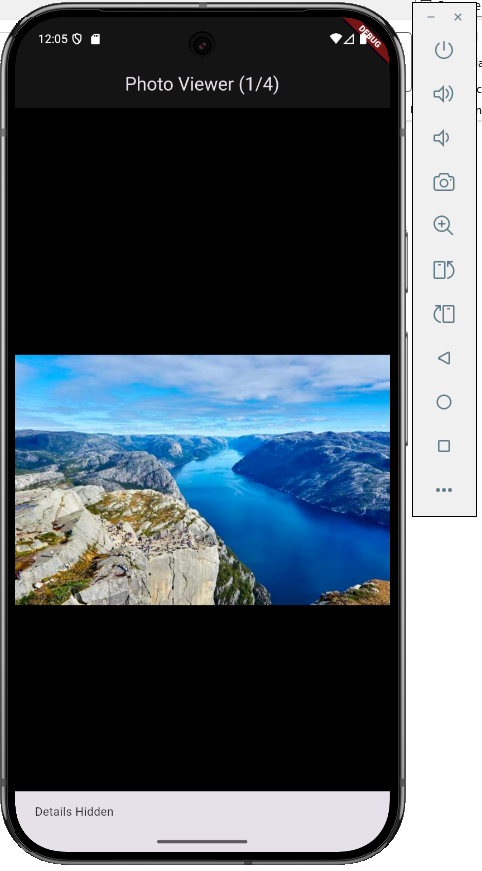 12:05
DEBUG
Photo Viewer (1/4)
Details Hidden